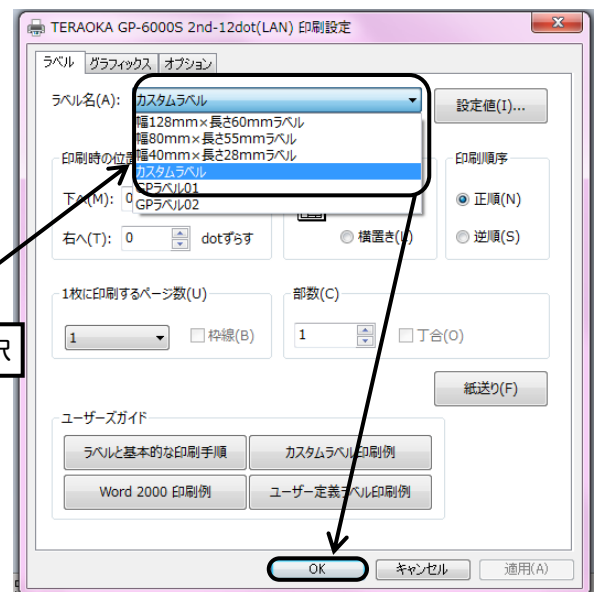 TERAOKA GP-6000S 2nd-12dot(LAN) 印刷設定
ラベル グラフィックス オプション
ラベル名(A): カスタムラベル 設定値(I)...
幅128mm×長さ60mmラベル
幅80mm×長さ55mmラベル
幅40mm×長さ28mmラベル
カスタムラベル
GPラベル01
GPラベル02
印刷時の位
印刷順序
下へ(M): 0
正順(N)
右へ(T): 0 dotずらす
横置き(L)
逆順(S)
択
1枚に印刷するページ数(U) 部数(C)
1 枠線(B) 1 丁合(O)
紙送り(F)
ユーザーズガイド
ラベルと基本的な印刷手順 カスタムラベル印刷例
Word 2000 印刷例 ユーザー定義ラベル印刷例
OK キャンセル 適用(A)